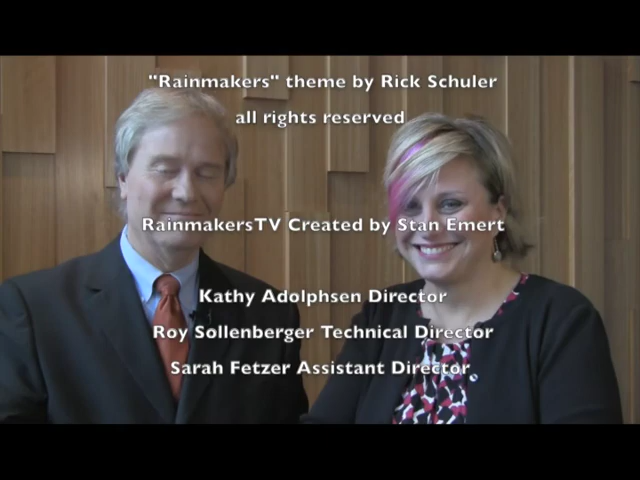 "Rainmakers" theme by Rick Schuler
all rights reserved
RainmakersTV Created by Stan Emert
Kathy Adolphsen Director
Roy Sollenberger Technical Director
Sarah Fetzer Assistant Director